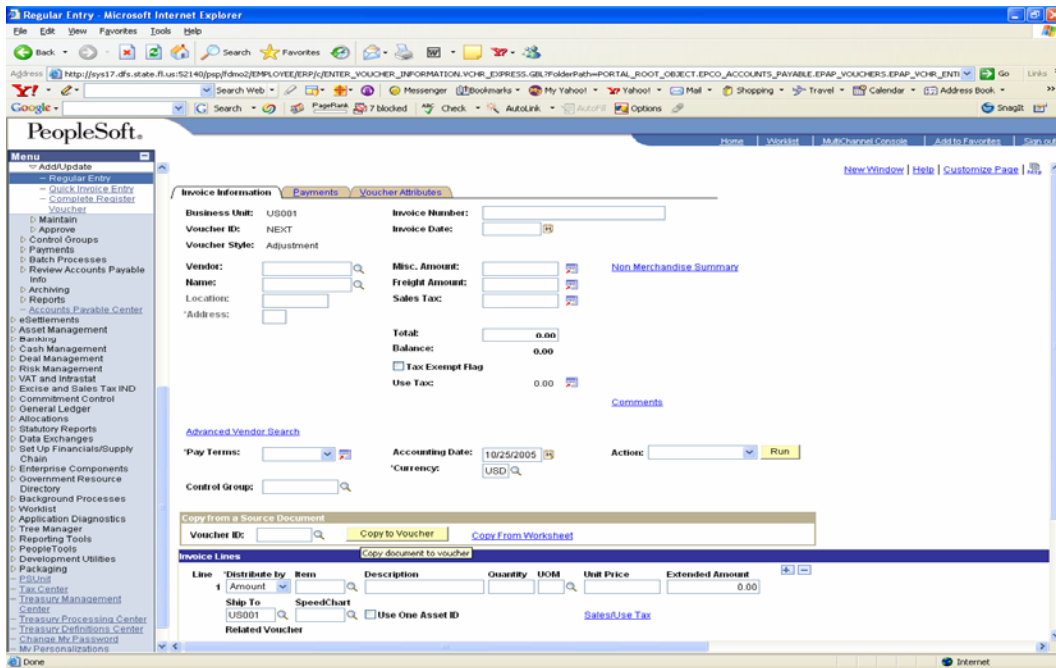 Regular Entry - Microsoft Internet Explorer
File Edit View Favorites Tools Help
Back Search Favorites
Address http://sys17.dfs.state.fl.us:52140/psp/fdmo2/EMPLOYEE/ERP/c/ENTER_VOUCHER_INFORMATION.VCHR_EXPRESS.GBL?FolderPath=PORTAL_ROOT_OBJECT.EPCO_ACCOUNTS_PAYABLE.EPAP_VOUCHERS.EPAP_VCHR_ENTI Go Links
Y! Search Web Messenger Bookmarks My Yahoo! Yahoo! Mail Shopping Travel Calendar Address Book
Google Search PageRank 7 blocked Check AutoLink AutoFill Options SnagIt
PeopleSoft.
Home Worklist MultiChannel Console Add to Favorites Sign out
Menu
Add/Update
Regular Entry
Quick Invoice Entry
Complete Register
Voucher
Maintain
Approve
Control Groups
Payments
Batch Processes
Review Accounts Payable
Info
Archiving
Reports
Accounts Payable Center
eSettlements
Asset Management
Banking
Cash Management
Deal Management
Risk Management
VAT and Intrastat
Excise and Sales Tax IND
Commitment Control
General Ledger
Allocations
Statutory Reports
Data Exchanges
Set Up Financials/Supply
Chain
Enterprise Components
Government Resource
Directory
Background Processes
Worklist
Application Diagnostics
Tree Manager
Reporting Tools
PeopleTools
Development Utilities
Packaging
PSUnit
Tax Center
Treasury Management
Center
Treasury Processing Center
Treasury Definitions Center
Change My Password
My Personalizations
New Window | Help | Customize Page |
Invoice Information Payments Voucher Attributes
Business Unit: US001 Invoice Number:
Voucher ID: NEXT Invoice Date:
Voucher Style: Adjustment
Vendor: Misc. Amount: Non Merchandise Summary
Name: Freight Amount:
Location: Sales Tax:
*Address:
Total: 0.00
Balance: 0.00
Tax Exempt Flag
Use Tax: 0.00
Comments
Advanced Vendor Search
*Pay Terms: Accounting Date: 10/25/2005 Action: Run
*Currency: USD
Control Group:
Copy from a Source Document
Voucher ID: Copy to Voucher Copy From Worksheet
Copy document to voucher
Invoice Lines
Line *Distribute by Item Description Quantity UOM Unit Price Extended Amount
1 Amount 0.00
Ship To SpeedChart
US001 Use One Asset ID Sales/Use Tax
Related Voucher
Done Internet